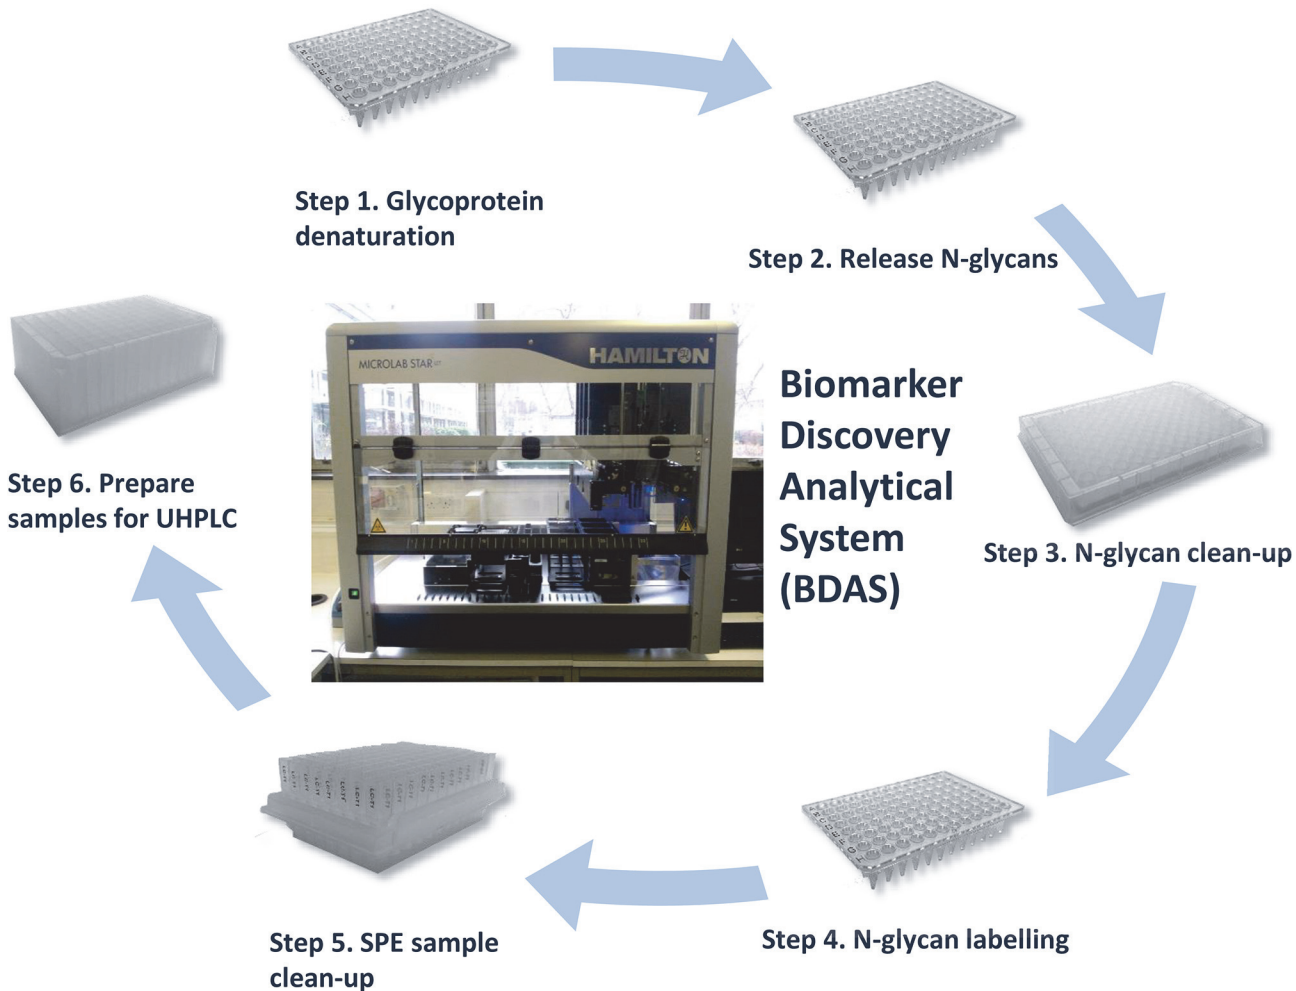 Step 1. Glycoprotein
denaturation
Step 2. Release N-glycans
Step 3. N-glycan clean-up
Step 4. N-glycan labelling
Step 5. SPE sample
clean-up
Step 6. Prepare
samples for UHPLC
MICROLAB STAR
HAMILTON
Biomarker
Discovery
Analytical
System
(BDAS)